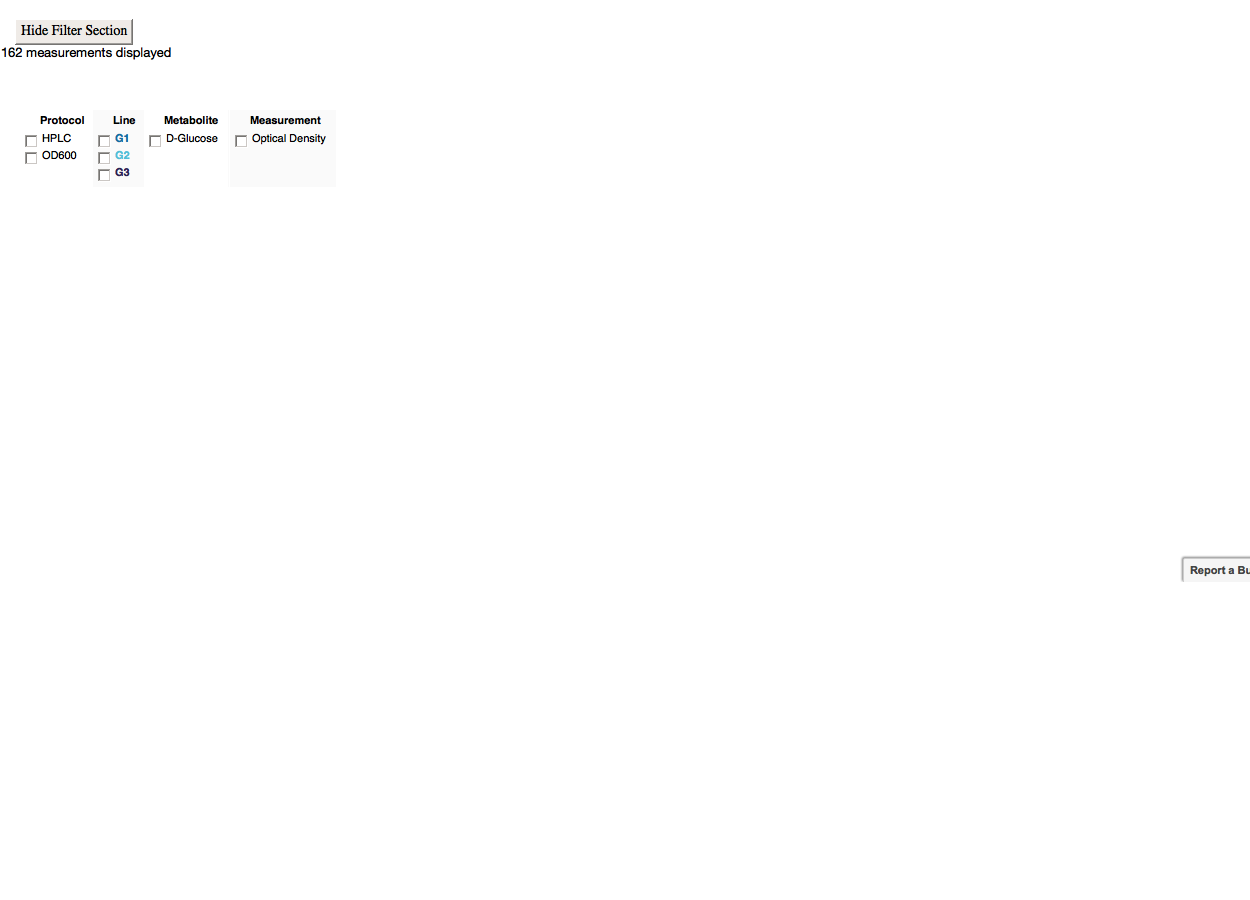 Hide Filter Section
162 measurements displayed
Protocol Line Metabolite Measurement
HPLC G1 D-Glucose Optical Density
OD600 G2
G3
Report a Bu